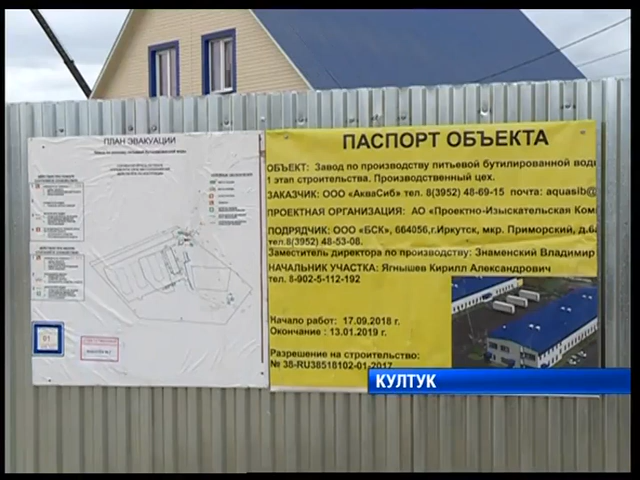 ПЛАН ЭВАКУАЦИИ
01
ПАСПОРТ ОБЪЕКТА
ОБЪЕКТ: Завод по производству питьевой бутилированной воды
1 этап строительства. Производственный цех.
ЗАКАЗЧИК: ООО «АкваСиб» тел. 8(3952) 48-69-15 почта: aquasib@
ПРОЕКТНАЯ ОРГАНИЗАЦИЯ: АО «Проектно-Изыскательская Ком
ПОДРЯДЧИК: ООО «БСК», 664056,г.Иркутск, мкр. Приморский, д.6а
тел.8(3952) 48-53-08.
Заместитель директора по производству: Знаменский Владимир
НАЧАЛЬНИК УЧАСТКА: Ягнышев Кирилл Александрович
тел. 8-902-5-112-192
Начало работ: 17.09.2018 г.
Окончание : 13.01.2019 г.
Разрешение на строительство:
№ 38-RU38518102-01-2017
КУЛТУК